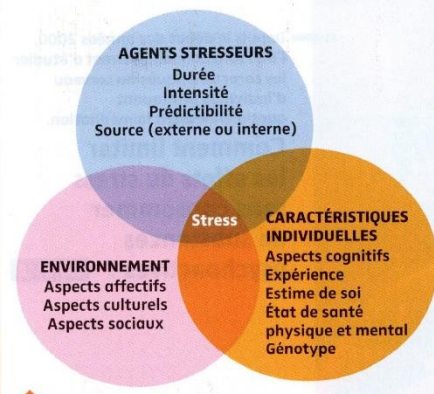 AGENTS STRESSEURS
Durée
Intensité
Prédictibilité
Source (externe ou interne)
Stress
ENVIRONNEMENT
Aspects affectifs
Aspects culturels
Aspects sociaux
CARACTÉRISTIQUES
INDIVIDUELLES
Aspects cognitifs
Expérience
Estime de soi
État de santé
physique et mental
Génotype